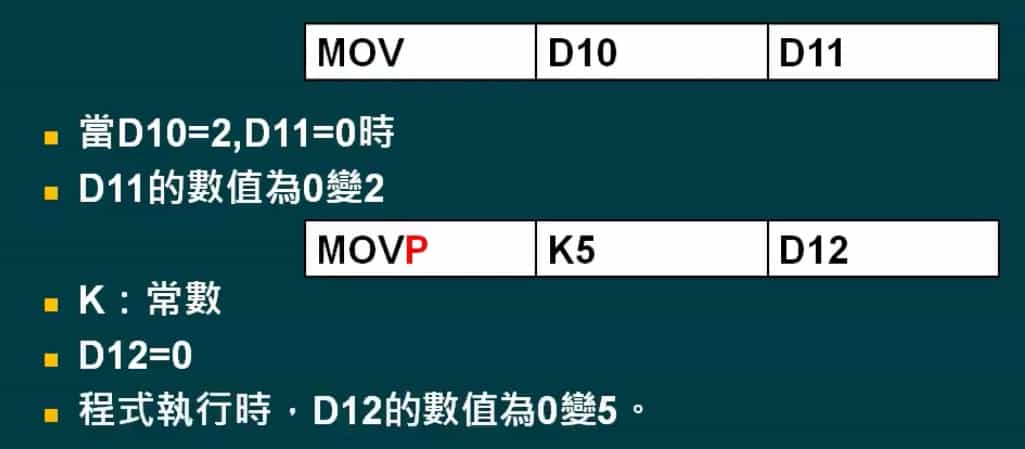 MOV D10 D11
當D10=2,D11=0時
D11的數值為0變2
MOVP K5 D12
K：常數
D12=0
程式執行時，D12的數值為0變5。